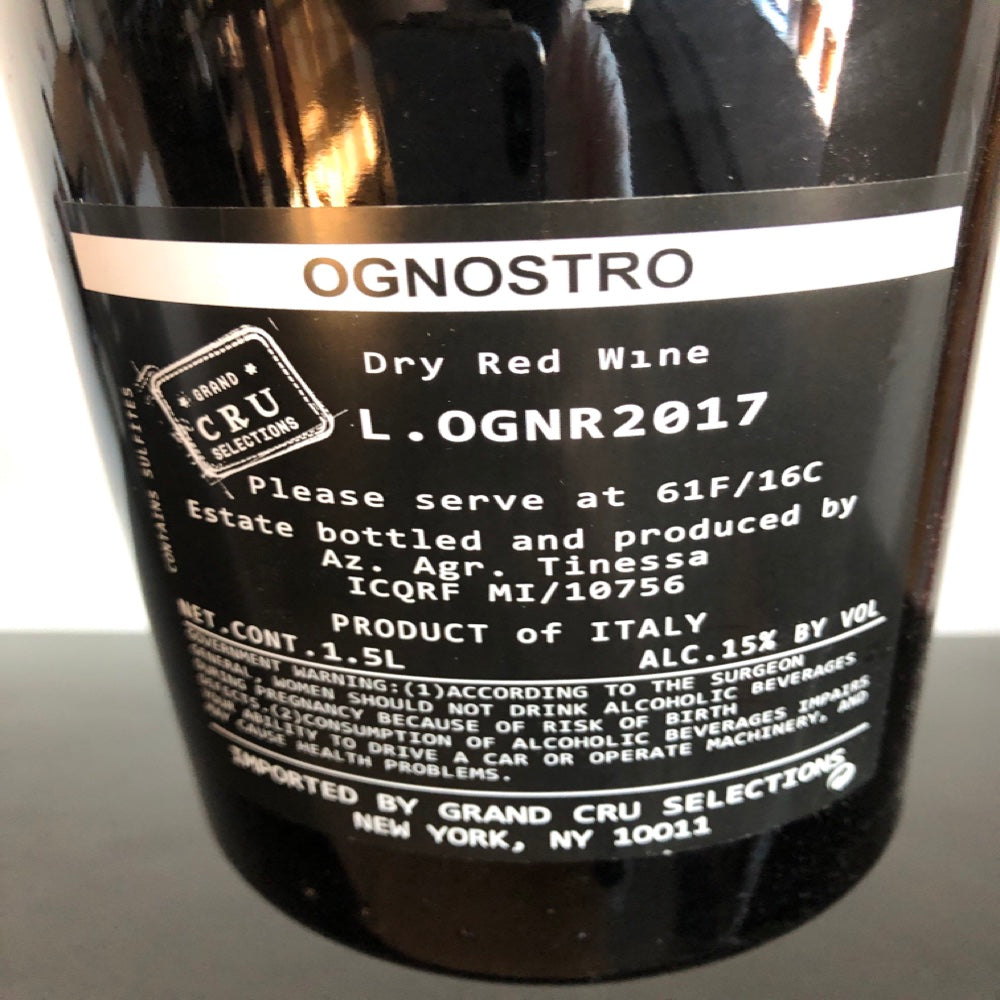 OGNOSTRO
GRAND
CRU
SELECTIONS
Dry Red Wine
L.OGNR2017
CONTAINS SULFITES
Please serve at 61F/16C
Estate bottled and produced by
Az. Agr. Tinessa
ICQRF MI/10756
PRODUCT of ITALY
NET.CONT.1.5L
ALC.15% BY VOL
GOVERNMENT WARNING:(1)ACCORDING TO THE SURGEON
GENERAL, WOMEN SHOULD NOT DRINK ALCOHOLIC BEVERAGES
DURING PREGNANCY BECAUSE OF RISK OF BIRTH
DEFECTS.(2)CONSUMPTION OF ALCOHOLIC BEVERAGES IMPAIRS
YOUR ABILITY TO DRIVE A CAR OR OPERATE MACHINERY, AND
MAY CAUSE HEALTH PROBLEMS.
IMPORTED BY GRAND CRU SELECTIONS
NEW YORK, NY 10011